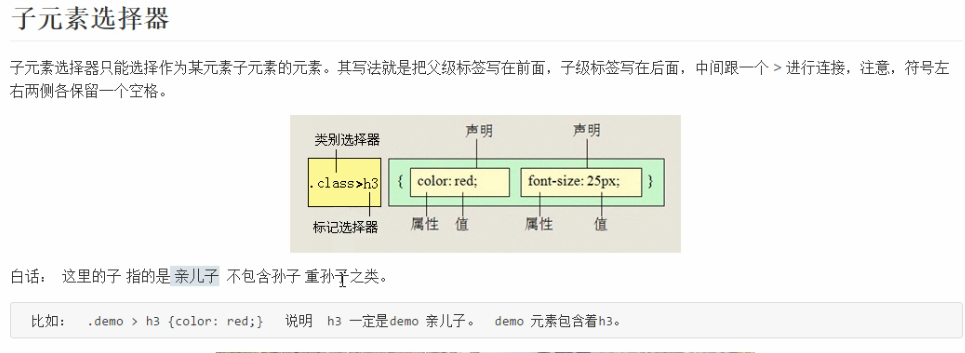 子元素选择器
子元素选择器只能选择作为某元素子元素的元素。其写法就是把父级标签写在前面，子级标签写在后面，中间跟一个 > 进行连接，注意，符号左
右两侧各保留一个空格。
类别选择器 声明 声明
.class>h3 { color: red; font-size: 25px; }
标记选择器 属性 值 属性 值
白话： 这里的子 指的是 亲儿子 不包含孙子 重孙子之类。
比如： .demo > h3 {color: red;} 说明 h3 一定是demo 亲儿子。 demo 元素包含着h3。